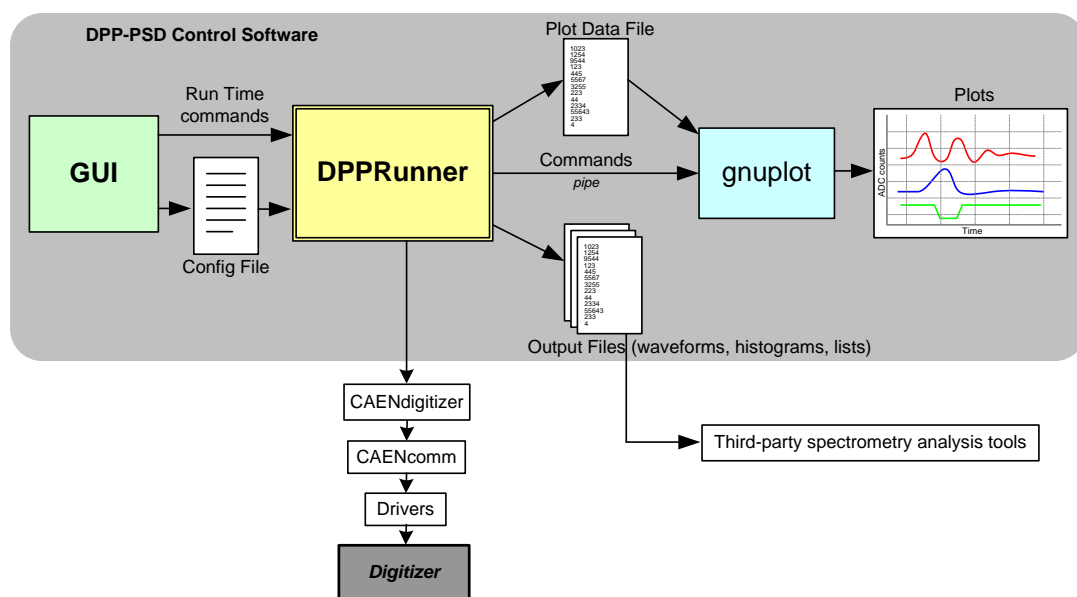 DPP-PSD Control Software
Plot Data File
1023
1254
9544
123
445
5567
3255
223
44
2334
55643
233
4
Run Time
commands
GUI
Config File
DPPRunner
Commands
pipe
gnuplot
Plots
ADC counts
Time
1023
1254
9544
123
445
5567
3255
223
44
2334
55643
233
4
Output Files (waveforms, histograms, lists)
CAENdigitizer
CAENcomm
Drivers
Digitizer
Third-party spectrometry analysis tools